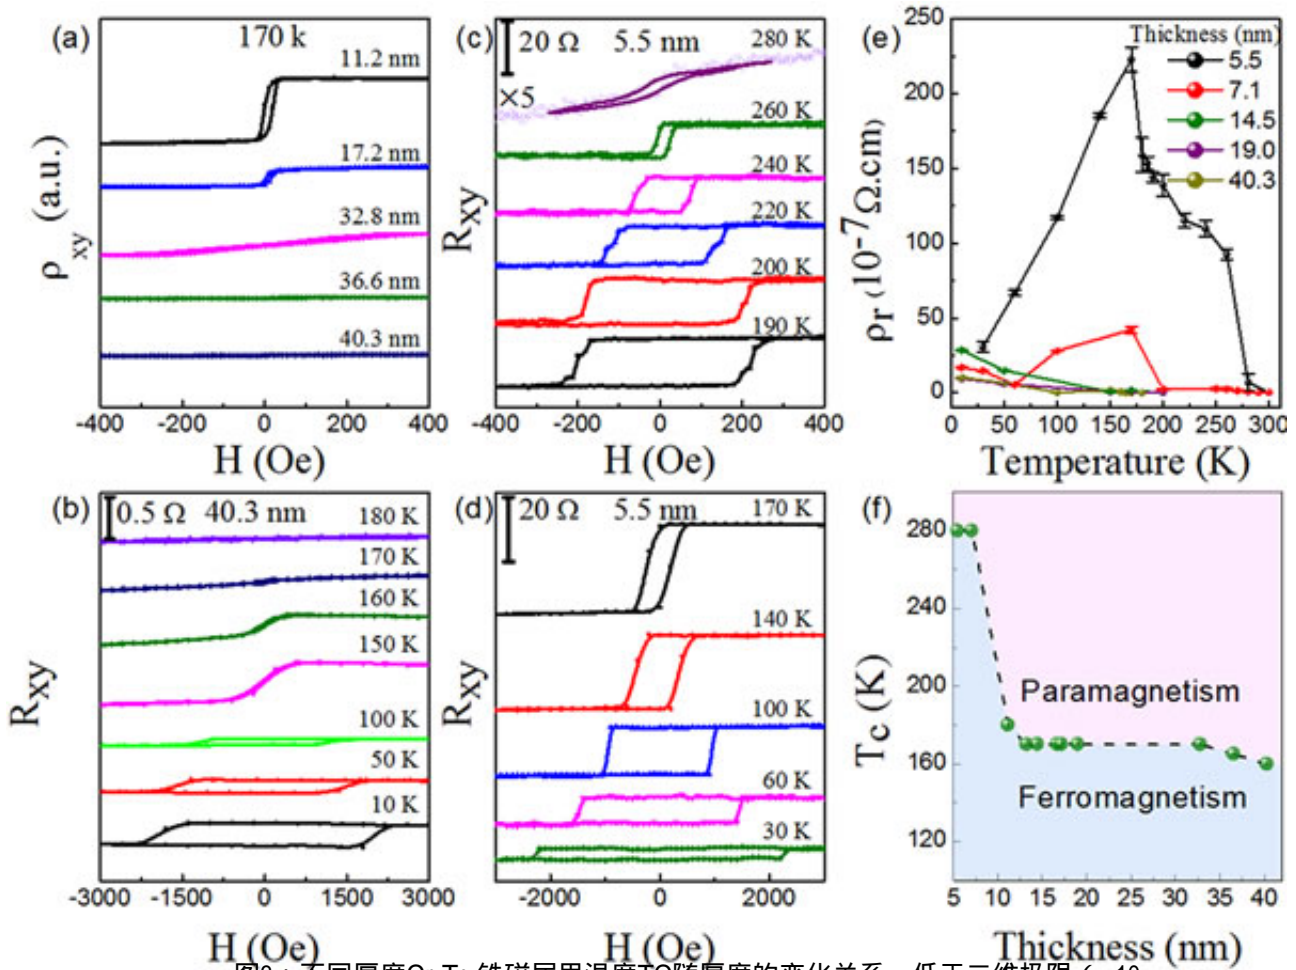 (a)
170 k
11.2 nm
17.2 nm
32.8 nm
36.6 nm
40.3 nm
ρxy (a.u.)
-400 -200 0 200 400
H (Oe)
(c)
20 Ω 5.5 nm
×5
280 K
260 K
240 K
220 K
200 K
190 K
Rxy
-400 -200 0 200 400
H (Oe)
(e)
Thickness (nm)
5.5
7.1
14.5
19.0
40.3
250
200
150
100
50
0
ρr (10-7Ω.cm)
0 50 100 150 200 250 300
Temperature (K)
(b)
0.5 Ω 40.3 nm
180 K
170 K
160 K
150 K
100 K
50 K
10 K
Rxy
-3000 -1500 0 1500 3000
H (Oe)
(d)
20 Ω 5.5 nm
170 K
140 K
100 K
60 K
30 K
Rxy
-2000 0 2000
H (Oe)
(f)
280
240
200
160
120
Tc (K)
Paramagnetism
Ferromagnetism
5 10 15 20 25 30 35 40
Thickness (nm)